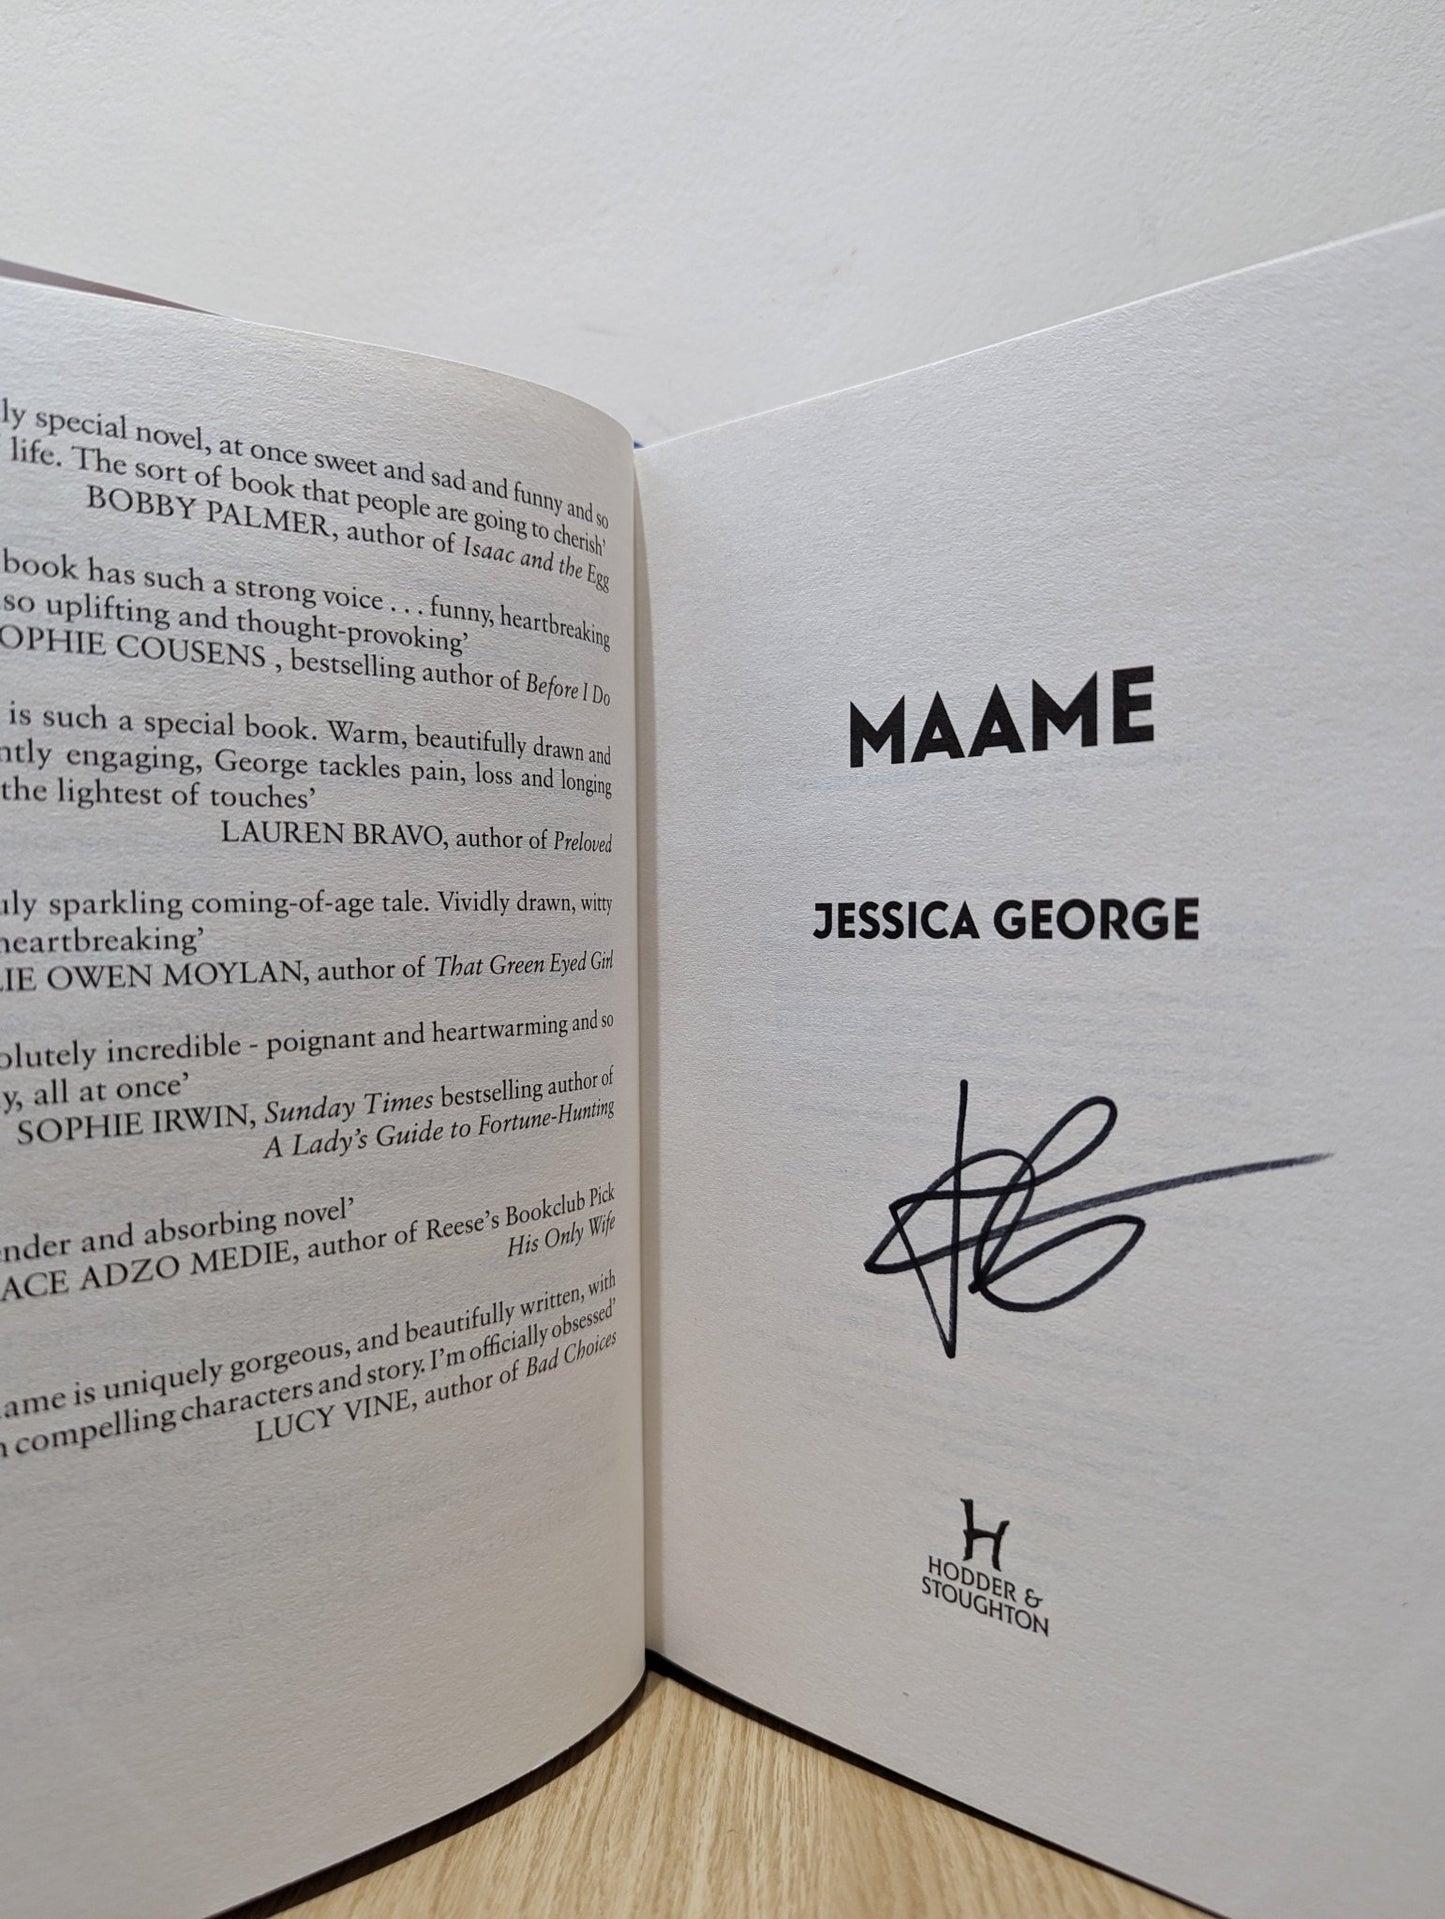 special novel, at once sweet and sad and funny and so
life. The sort of book that people are going to cherish'
BOBBY PALMER, author of Isaac and the Egg
book has such a strong voice . . . funny, heartbreaking
so uplifting and thought-provoking'
OPHIE COUSENS , bestselling author of Before I Do
is such a special book. Warm, beautifully drawn and
ntly engaging, George tackles pain, loss and longing
the lightest of touches'
LAUREN BRAVO, author of Preloved
uly sparkling coming-of-age tale. Vividly drawn, witty
heartbreaking'
LIE OWEN MOYLAN, author of That Green Eyed Girl
olutely incredible - poignant and heartwarming and so
y, all at once'
SOPHIE IRWIN, Sunday Times bestselling author of
A Lady's Guide to Fortune-Hunting
ender and absorbing novel'
ACE ADZO MEDIE, author of Reese's Bookclub Pick
His Only Wife
aame is uniquely gorgeous, and beautifully written, with
h compelling characters and story. I'm officially obsessed'
LUCY VINE, author of Bad Choices
MAAME
JESSICA GEORGE
H
HODDER &
STOUGHTON